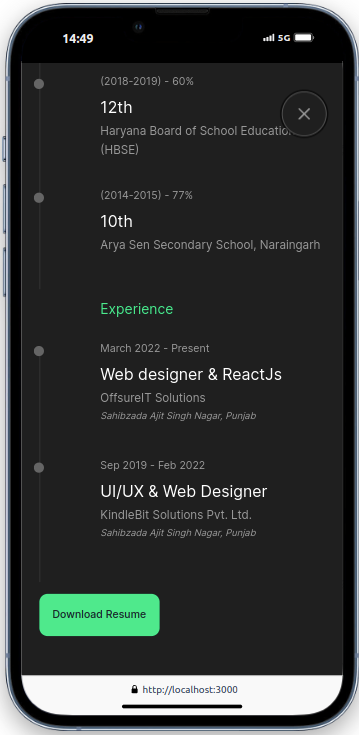 14:49
5G
(2018-2019) - 60%
12th
Haryana Board of School Education
(HBSE)
(2014-2015) - 77%
10th
Arya Sen Secondary School, Naraingarh
Experience
March 2022 - Present
Web designer & ReactJs
OffsureIT Solutions
Sahibzada Ajit Singh Nagar, Punjab
Sep 2019 - Feb 2022
UI/UX & Web Designer
KindleBit Solutions Pvt. Ltd.
Sahibzada Ajit Singh Nagar, Punjab
Download Resume
http://localhost:3000